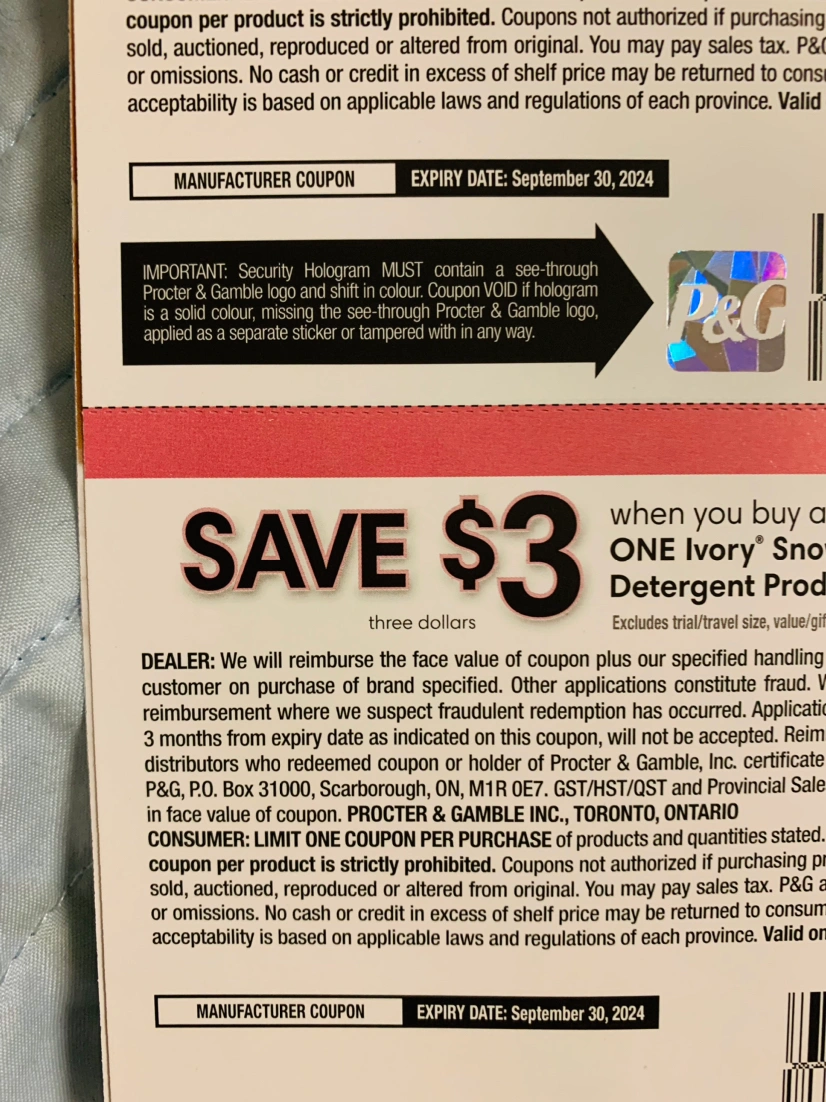 coupon per product is strictly prohibited. Coupons not authorized if purchasing
sold, auctioned, reproduced or altered from original. You may pay sales tax. P&G
or omissions. No cash or credit in excess of shelf price may be returned to cons
acceptability is based on applicable laws and regulations of each province. Valid
MANUFACTURER COUPON EXPIRY DATE: September 30, 2024
IMPORTANT: Security Hologram MUST contain a see-through
Procter & Gamble logo and shift in colour. Coupon VOID if hologram
is a solid colour, missing the see-through Procter & Gamble logo,
applied as a separate sticker or tampered with in any way.
P&G
SAVE $3
three dollars
when you buy a
ONE Ivory® Sno
Detergent Prod
Excludes trial/travel size, value/gif
DEALER: We will reimburse the face value of coupon plus our specified handling
customer on purchase of brand specified. Other applications constitute fraud.
reimbursement where we suspect fraudulent redemption has occurred. Applicatio
3 months from expiry date as indicated on this coupon, will not be accepted. Reim
distributors who redeemed coupon or holder of Procter & Gamble, Inc. certificate
P&G, P.O. Box 31000, Scarborough, ON, M1R 0E7. GST/HST/QST and Provincial Sale
in face value of coupon. PROCTER & GAMBLE INC., TORONTO, ONTARIO
CONSUMER: LIMIT ONE COUPON PER PURCHASE of products and quantities stated.
coupon per product is strictly prohibited. Coupons not authorized if purchasing pr
sold, auctioned, reproduced or altered from original. You may pay sales tax. P&G a
or omissions. No cash or credit in excess of shelf price may be returned to consum
acceptability is based on applicable laws and regulations of each province. Valid on
MANUFACTURER COUPON EXPIRY DATE: September 30, 2024